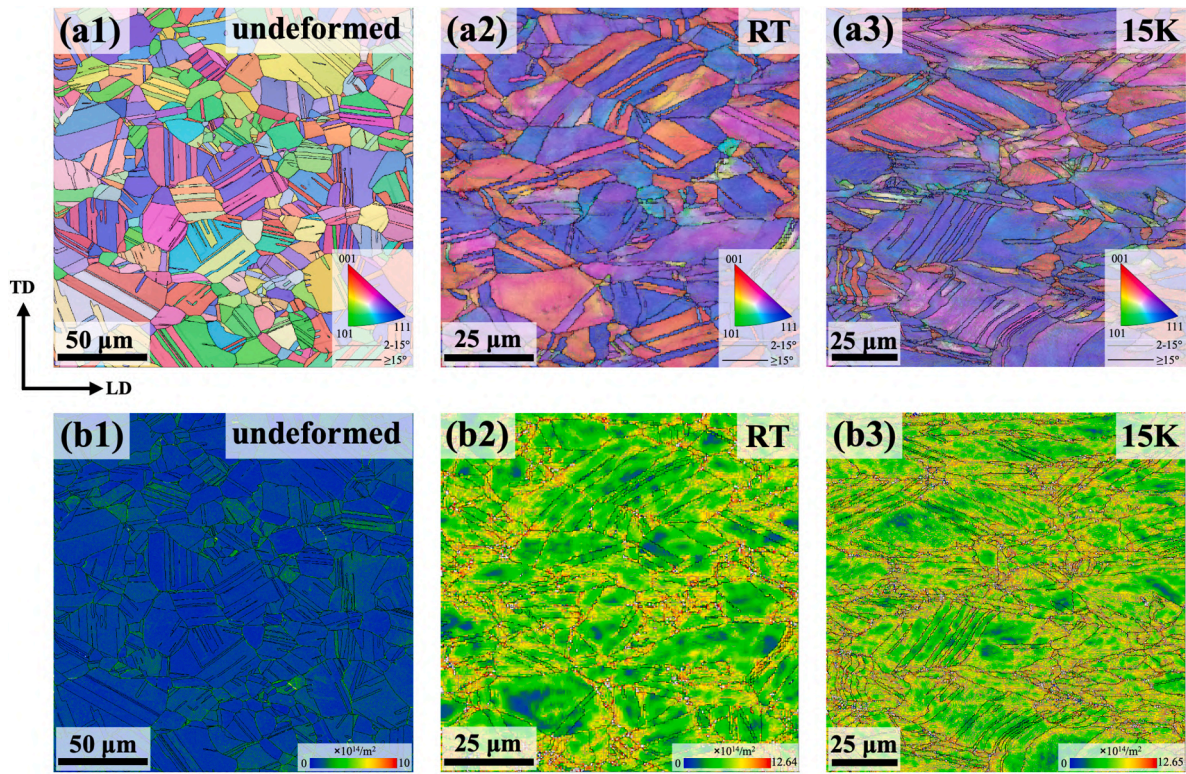 (a1) undeformed
001
101 111
2-15°
≥15°
50 μm
(a2) RT
001
101 111
2-15°
≥15°
25 μm
(a3) 15K
001
101 111
2-15°
≥15°
25 μm
TD
LD
(b1) undeformed
50 μm
×10¹⁴/m²
0 10
(b2) RT
25 μm
×10¹⁴/m²
0 12.64
(b3) 15K
25 μm
×10¹⁴/m²
0 12.65